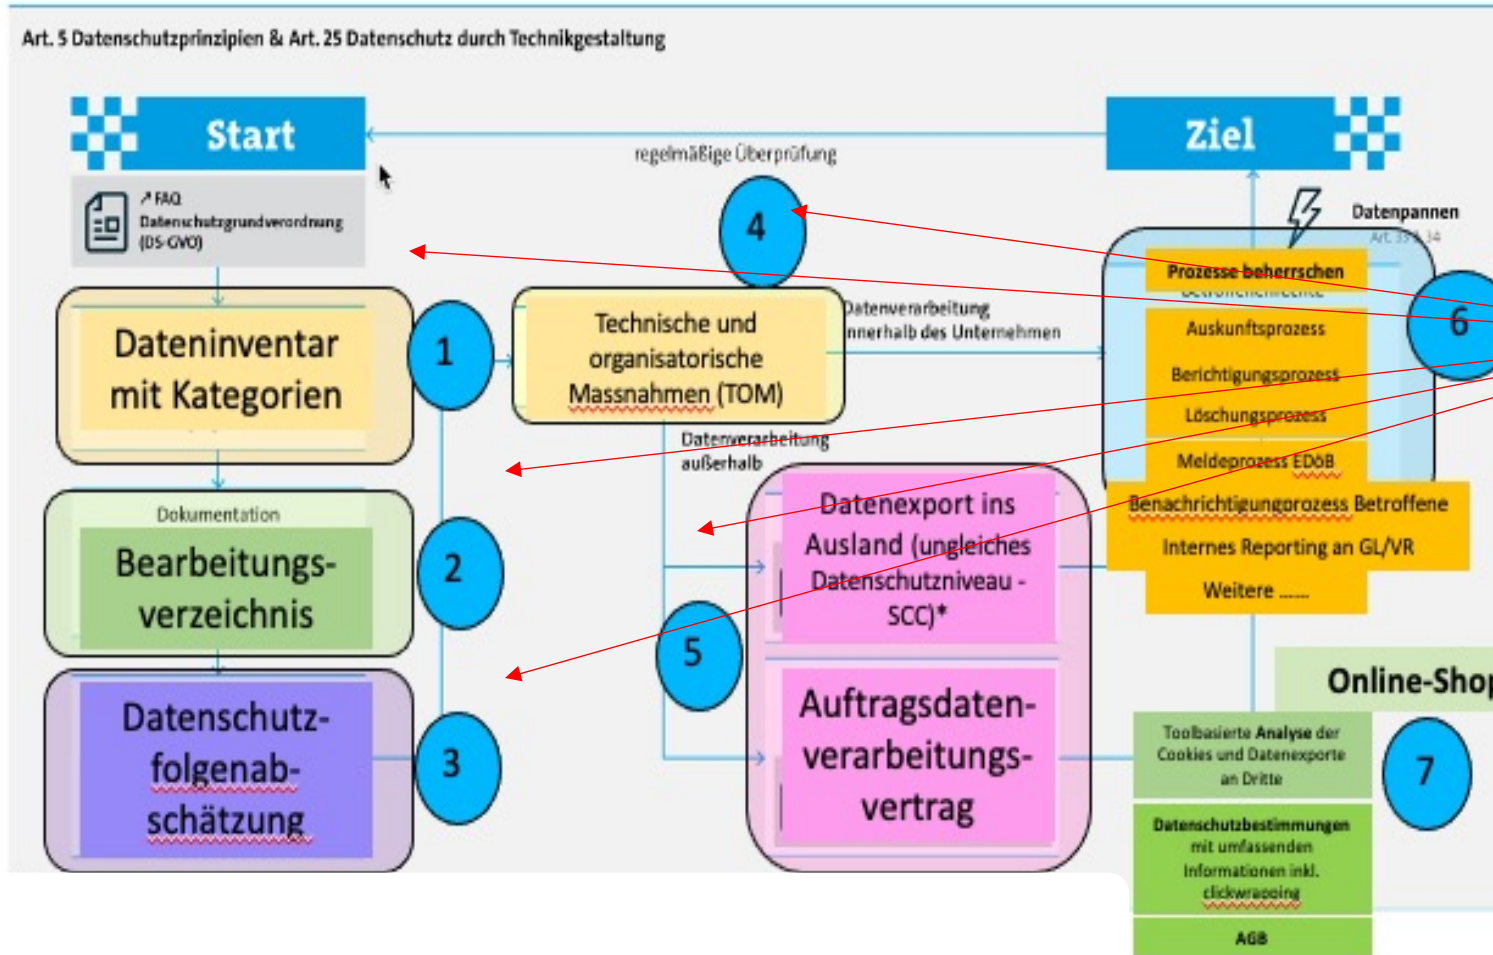 Art. 5 Datenschutzprinzipien & Art. 25 Datenschutz durch Technikgestaltung
Start
Ziel
regelmäßige Überprüfung
↗ FAQ
Datenschutzgrundverordnung
(DS-GVO)
4
Datenpannen
Art. 33 34
Prozesse beherrschen
Betroffenenrechte
Dateninventar
mit Kategorien
1
Technische und
organisatorische
Massnahmen (TOM)
Datenverarbeitung
innerhalb des Unternehmen
Auskunftsprozess
6
Berichtigungsprozess
Löschungsprozess
Datenverarbeitung
außerhalb
Meldeprozess EDöB
Benachrichtigungprozess Betroffene
Internes Reporting an GL/VR
Weitere ......
Dokumentation
Bearbeitungs-
verzeichnis
2
Datenexport ins
Ausland (ungleiches
Datenschutzniveau -
SCC)*
5
Datenschutz-
folgenab-
schätzung
3
Auftragsdaten-
verarbeitungs-
vertrag
Online-Shop
Toolbasierte Analyse der
Cookies und Datenexporte
an Dritte
7
Datenschutzbestimmungen
mit umfassenden
Informationen inkl.
clickwrapping
AGB